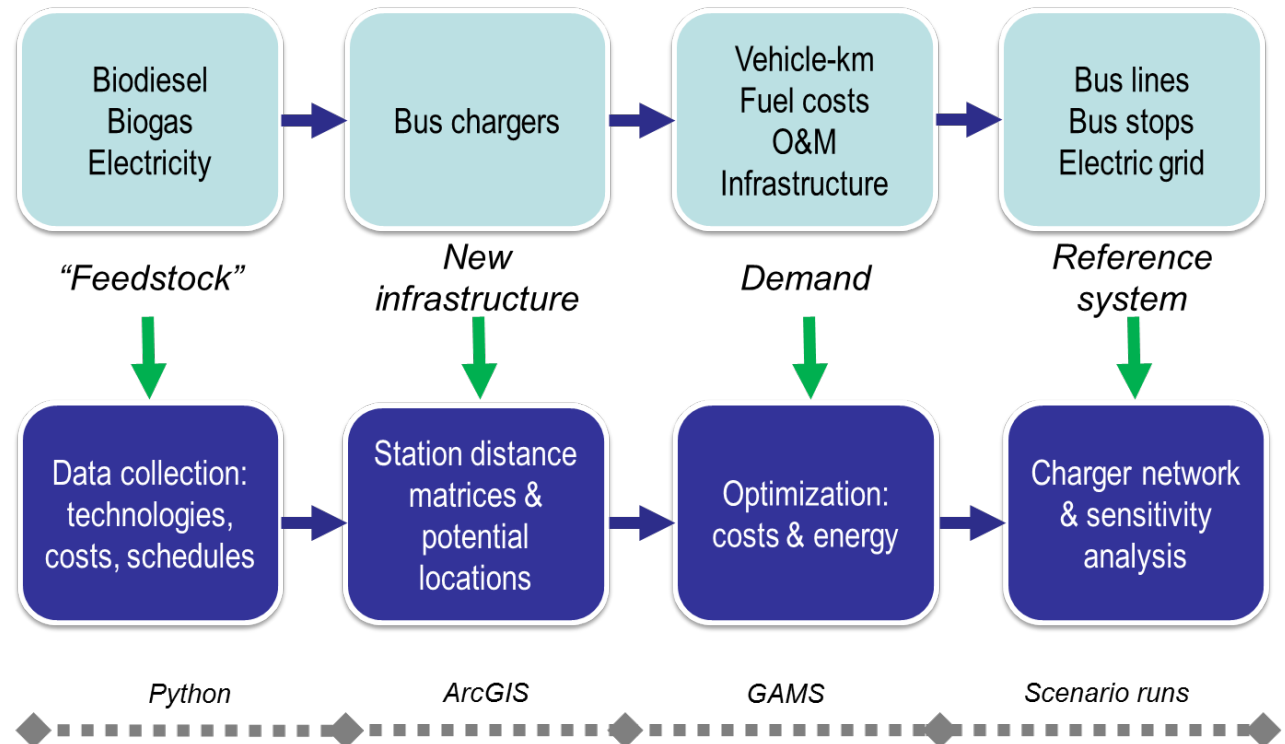 Biodiesel
Biogas
Electricity
Bus chargers
Vehicle-km
Fuel costs
O&M
Infrastructure
Bus lines
Bus stops
Electric grid
“Feedstock”
New
infrastructure
Demand
Reference
system
Data collection:
technologies,
costs, schedules
Station distance
matrices &
potential
locations
Optimization:
costs & energy
Charger network
& sensitivity
analysis
Python
ArcGIS
GAMS
Scenario runs